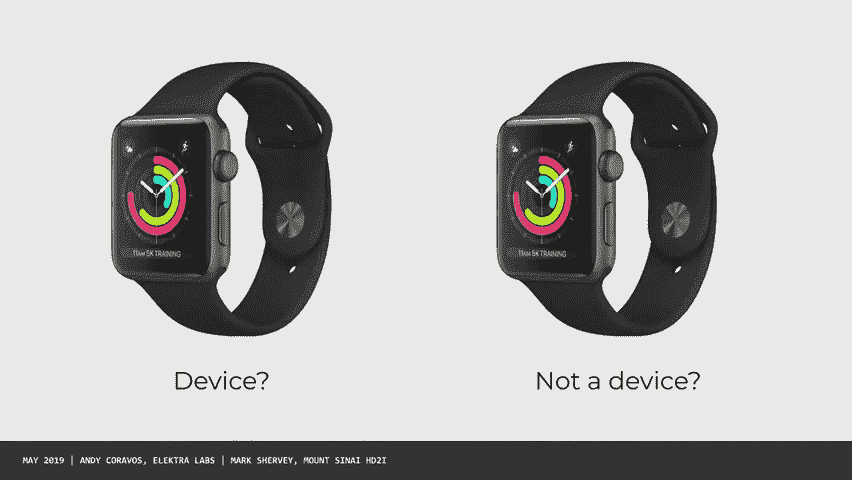 11AM 5K TRAINING
11AM 5K TRAINING
Device?
Not a device?
MAY 2019 | ANDY CORAVOS, ELEKTRA LABS | MARK SHERVEY, MOUNT SINAI HD2I